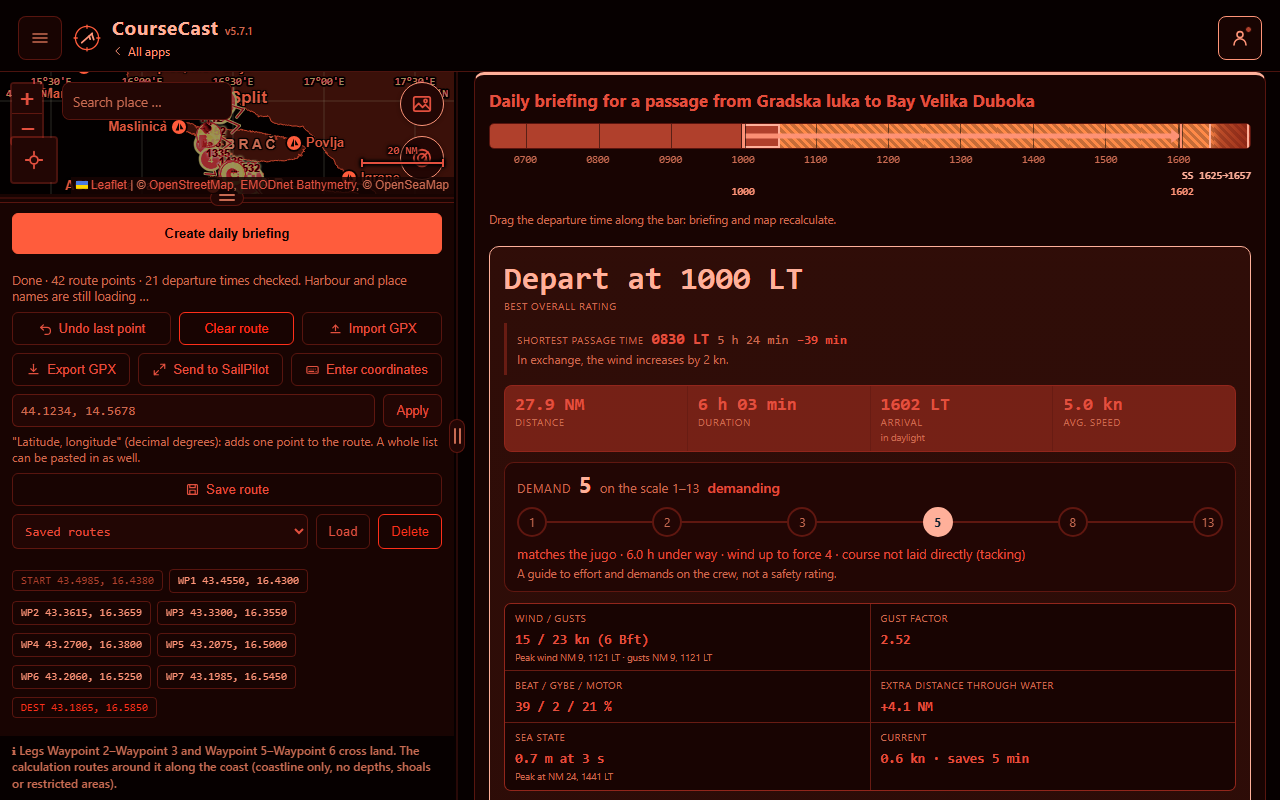 CourseCast v5.7.1
All apps
15°30'E 16°00'E 16°30'E 17°00'E 17°30'E
Search place ...
Split
Maslinica
BRAČ
Povlja
20 NM
Leaflet | © OpenStreetMap, EMODnet Bathymetry, © OpenSeaMap
Create daily briefing
Done · 42 route points · 21 departure times checked. Harbour and place
names are still loading ...
Undo last point
Clear route
Import GPX
Export GPX
Send to SailPilot
Enter coordinates
44.1234, 14.5678
Apply
"Latitude, longitude" (decimal degrees): adds one point to the route. A whole list
can be pasted in as well.
Save route
Saved routes
Load
Delete
START 43.4985, 16.4380
WP1 43.4550, 16.4300
WP2 43.3615, 16.3659
WP3 43.3300, 16.3550
WP4 43.2700, 16.3800
WP5 43.2075, 16.5000
WP6 43.2060, 16.5250
WP7 43.1985, 16.5450
DEST 43.1865, 16.5850
ℹ Legs Waypoint 2–Waypoint 3 and Waypoint 5–Waypoint 6 cross land. The
calculation routes around it along the coast (coastline only, no depths, shoals
or restricted areas).
Daily briefing for a passage from Gradska luka to Bay Velika Duboka
0700 0800 0900 1000 1100 1200 1300 1400 1500 1600
SS 1625→1657
1000
1602
Drag the departure time along the bar: briefing and map recalculate.
Depart at 1000 LT
BEST OVERALL RATING
SHORTEST PASSAGE TIME 0830 LT 5 h 24 min −39 min
In exchange, the wind increases by 2 kn.
27.9 NM
DISTANCE
6 h 03 min
DURATION
1602 LT
ARRIVAL
in daylight
5.0 kn
AVG. SPEED
DEMAND 5 on the scale 1–13 demanding
1 2 3 5 8 13
matches the jugo · 6.0 h under way · wind up to force 4 · course not laid directly (tacking)
A guide to effort and demands on the crew, not a safety rating.
WIND / GUSTS
15 / 23 kn (6 Bft)
Peak wind NM 9, 1121 LT · gusts NM 9, 1121 LT
GUST FACTOR
2.52
BEAT / GYBE / MOTOR
39 / 2 / 21 %
EXTRA DISTANCE THROUGH WATER
+4.1 NM
SEA STATE
0.7 m at 3 s
Peak at NM 24, 1441 LT
CURRENT
0.6 kn · saves 5 min